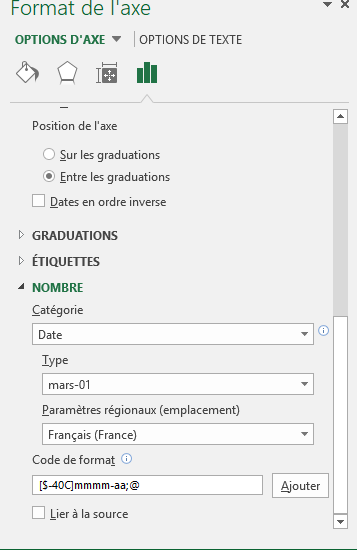 Format de l'axe
OPTIONS D'AXE OPTIONS DE TEXTE
Position de l'axe
Sur les graduations
Entre les graduations
Dates en ordre inverse
GRADUATIONS
ÉTIQUETTES
NOMBRE
Catégorie
Date
Type
mars-01
Paramètres régionaux (emplacement)
Français (France)
Code de format
[$-40C]mmmm-aa;@ Ajouter
Lier à la source